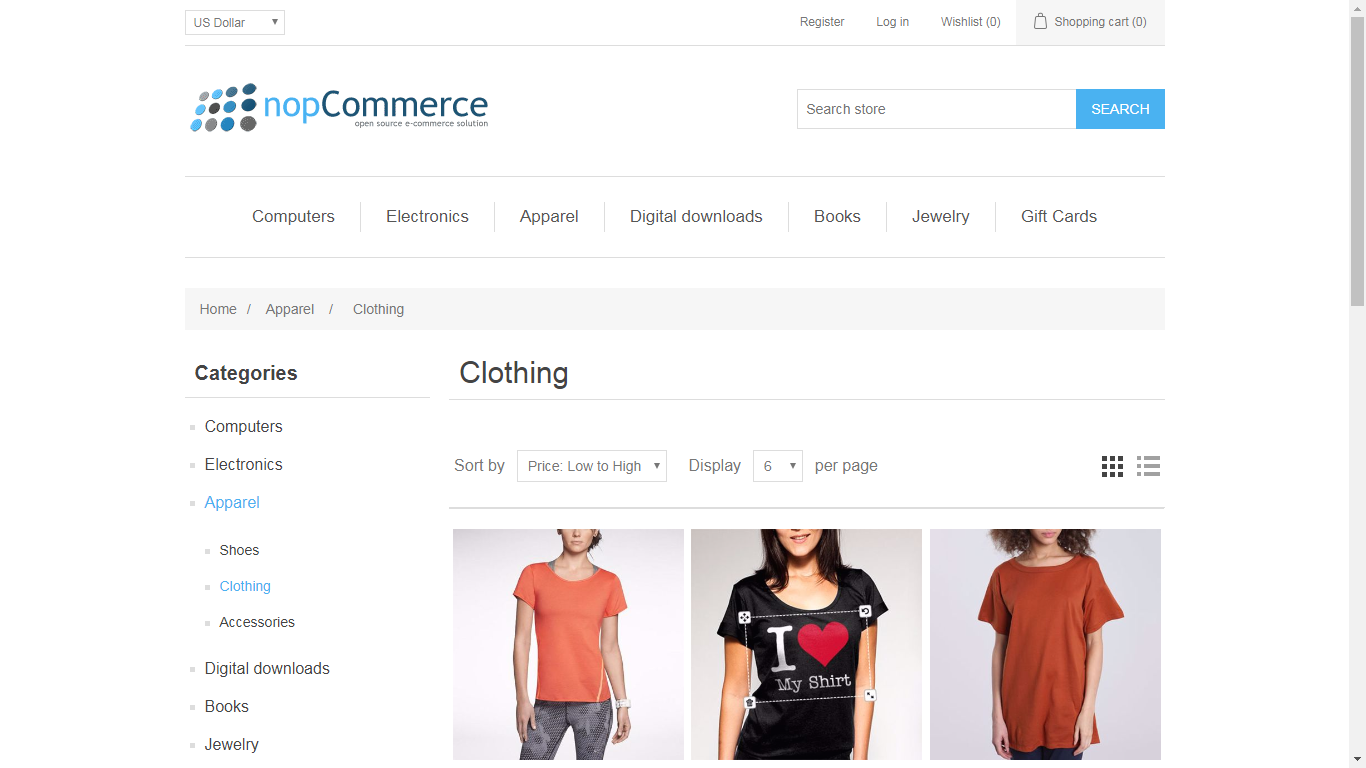 US Dollar
Register Log in Wishlist (0) Shopping cart (0)
nopCommerce
open source e-commerce solution
Search store SEARCH
Computers Electronics Apparel Digital downloads Books Jewelry Gift Cards
Home / Apparel / Clothing
Categories
Computers
Electronics
Apparel
Shoes
Clothing
Accessories
Digital downloads
Books
Jewelry
Clothing
Sort by Price: Low to High Display 6 per page
I
My Shirt